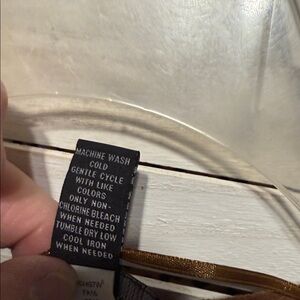 MACHINE WASH
COLD
GENTLE CYCLE
WITH LIKE
COLORS
ONLY NON-
CHLORINE BLEACH
WHEN NEEDED
TUMBLE DRY LOW
COOL IRON
WHEN NEEDED